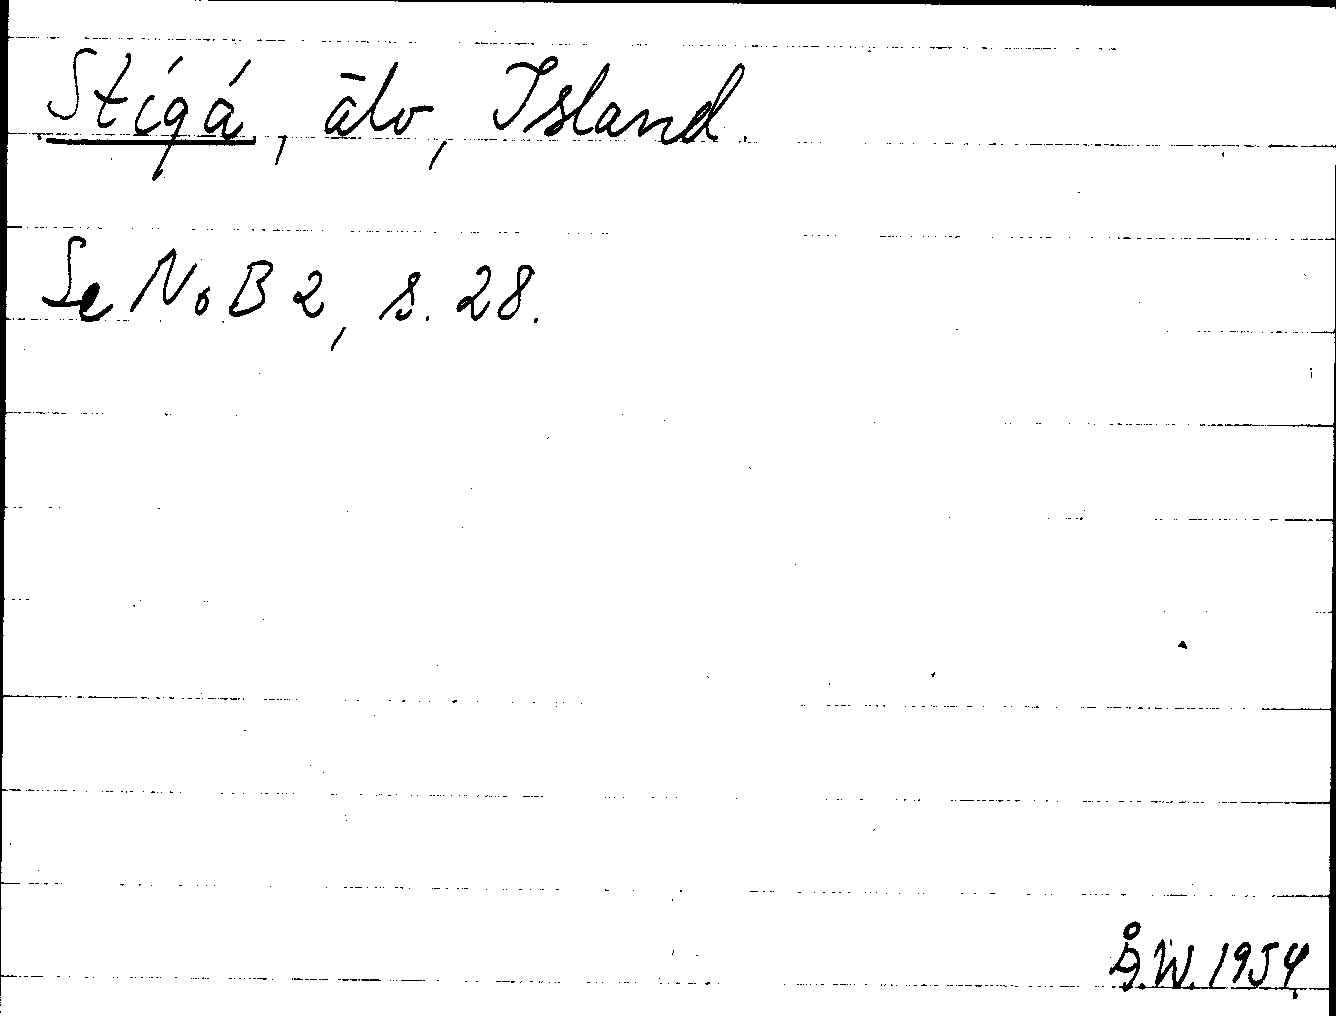 Stígá, älv, Island.
Se NoB 2, s. 28.
Å.W. 1954.